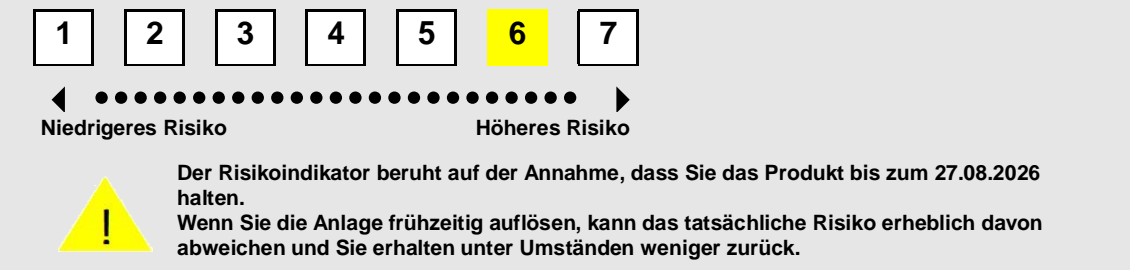 1 2 3 4 5 6 7
Niedrigeres Risiko Höheres Risiko
Der Risikoindikator beruht auf der Annahme, dass Sie das Produkt bis zum 27.08.2026
halten.
Wenn Sie die Anlage frühzeitig auflösen, kann das tatsächliche Risiko erheblich davon
abweichen und Sie erhalten unter Umständen weniger zurück.
!